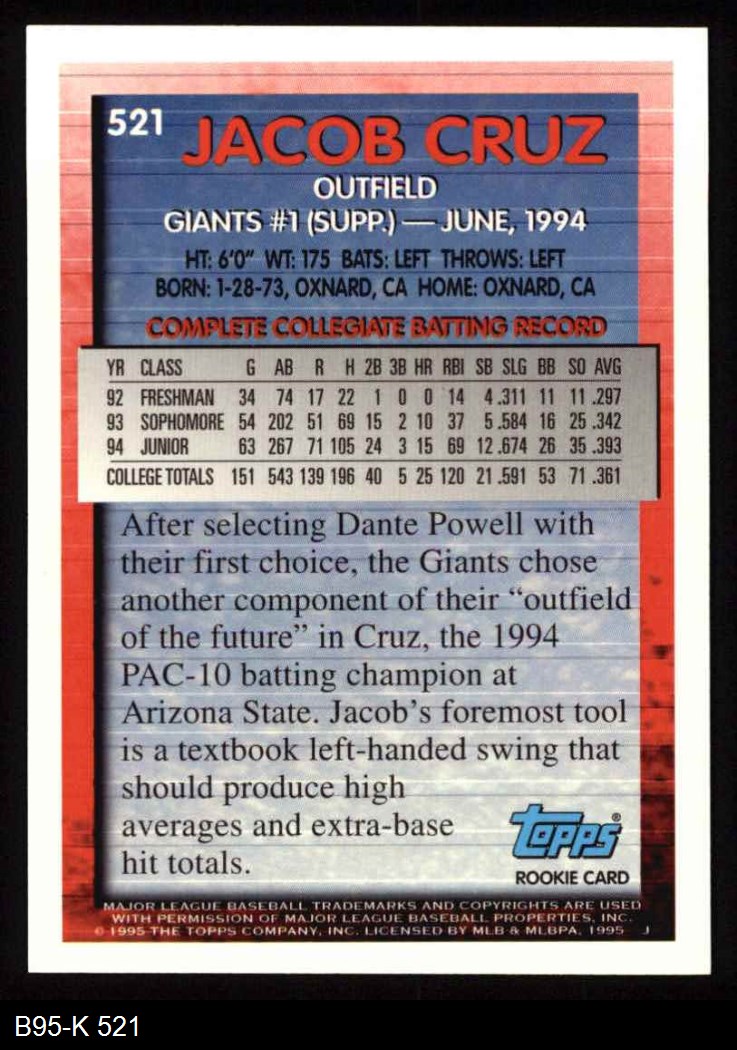 521
JACOB CRUZ
OUTFIELD
GIANTS #1 (SUPP.) — JUNE, 1994
HT: 6'0" WT: 175 BATS: LEFT THROWS: LEFT
BORN: 1-28-73, OXNARD, CA HOME: OXNARD, CA
COMPLETE COLLEGIATE BATTING RECORD
YR CLASS G AB R H 2B 3B HR RBI SB SLG BB SO AVG
92 FRESHMAN 34 74 17 22 1 0 0 14 4 .311 11 11 .297
93 SOPHOMORE 54 202 51 69 15 2 10 37 5 .584 16 25 .342
94 JUNIOR 63 267 71 105 24 3 15 69 12 .674 26 35 .393
COLLEGE TOTALS 151 543 139 196 40 5 25 120 21 .591 53 71 .361
After selecting Dante Powell with
their first choice, the Giants chose
another component of their “outfield
of the future” in Cruz, the 1994
PAC-10 batting champion at
Arizona State. Jacob’s foremost tool
is a textbook left-handed swing that
should produce high
averages and extra-base
hit totals.
Topps®
ROOKIE CARD
MAJOR LEAGUE BASEBALL TRADEMARKS AND COPYRIGHTS ARE USED
WITH PERMISSION OF MAJOR LEAGUE BASEBALL PROPERTIES, INC.
© 1995 THE TOPPS COMPANY, INC. LICENSED BY MLB & MLBPA, 1995 J
B95-K 521